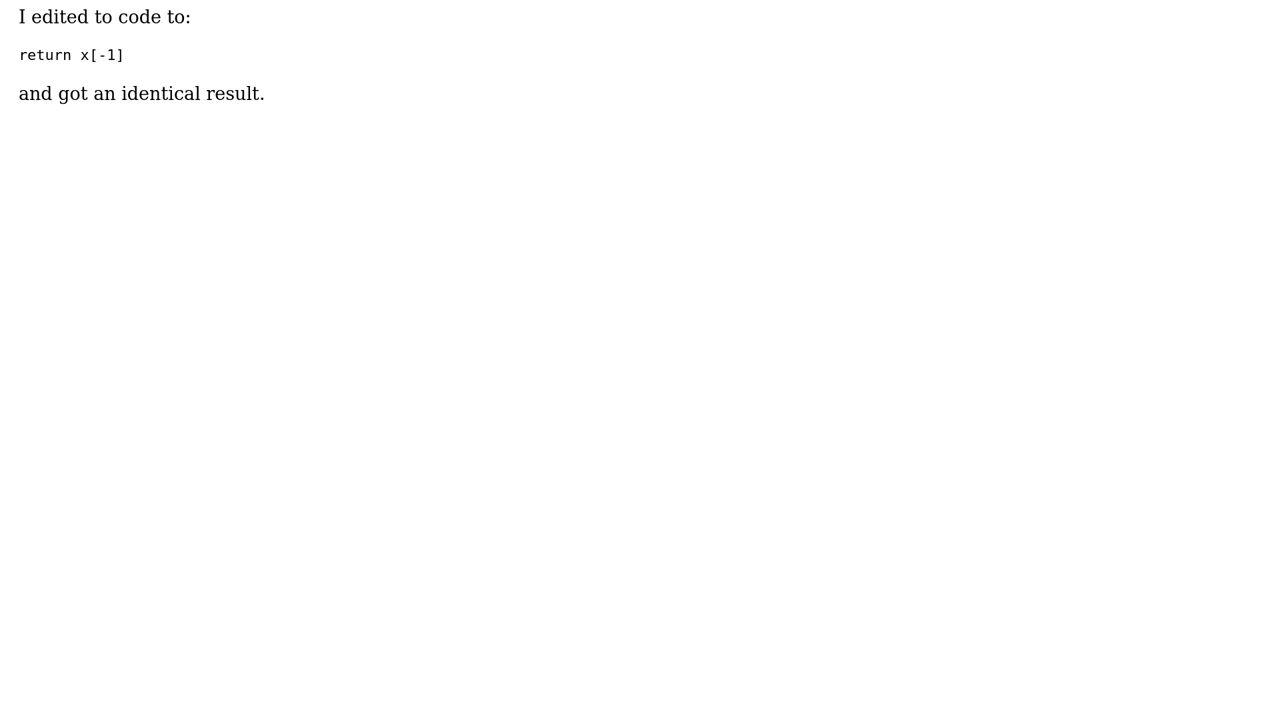 I edited to code to:
return x[-1]
and got an identical result.